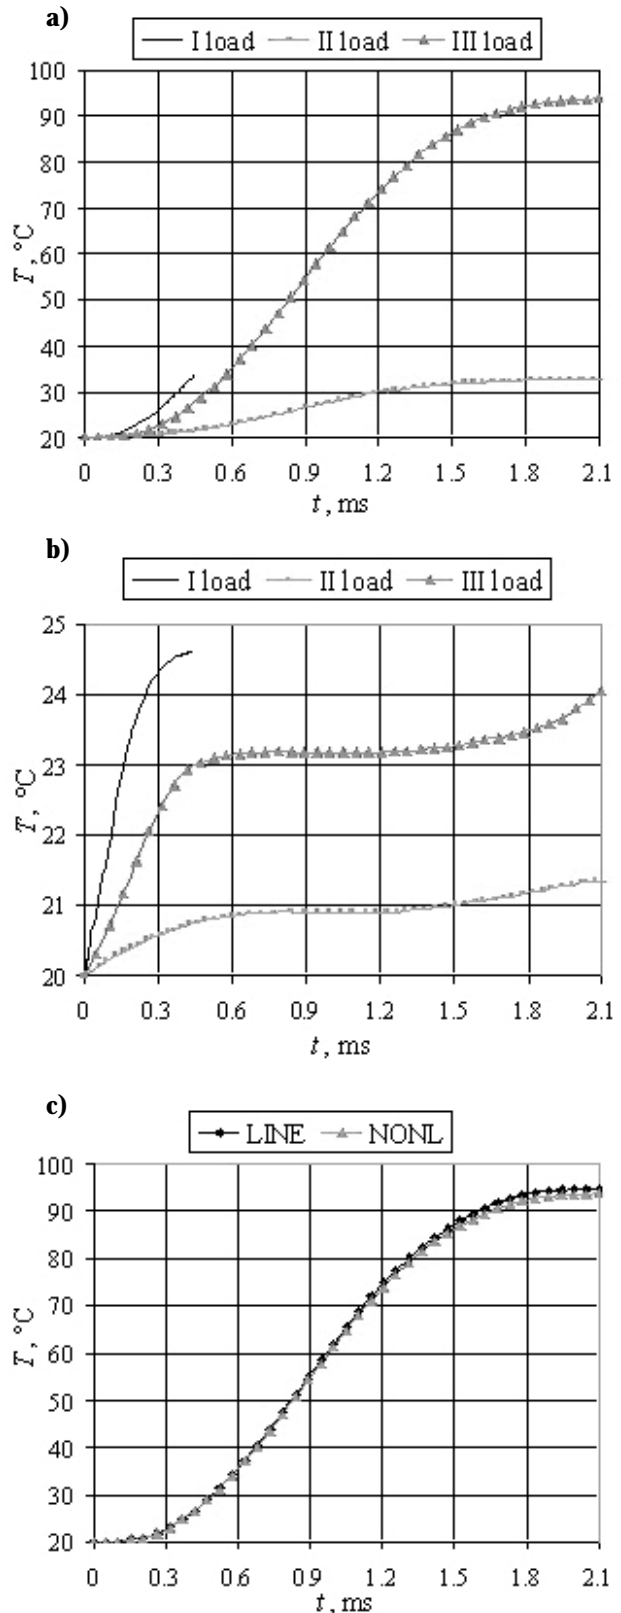 a)
I load II load III load
100
90
80
70
60
50
40
30
20
T, °C
0 0.3 0.6 0.9 1.2 1.5 1.8 2.1
t, ms
b)
I load II load III load
25
24
23
22
21
20
T, °C
0 0.3 0.6 0.9 1.2 1.5 1.8 2.1
t, ms
c)
LINE NONL
100
90
80
70
60
50
40
30
20
T, °C
0 0.3 0.6 0.9 1.2 1.5 1.8 2.1
t, ms